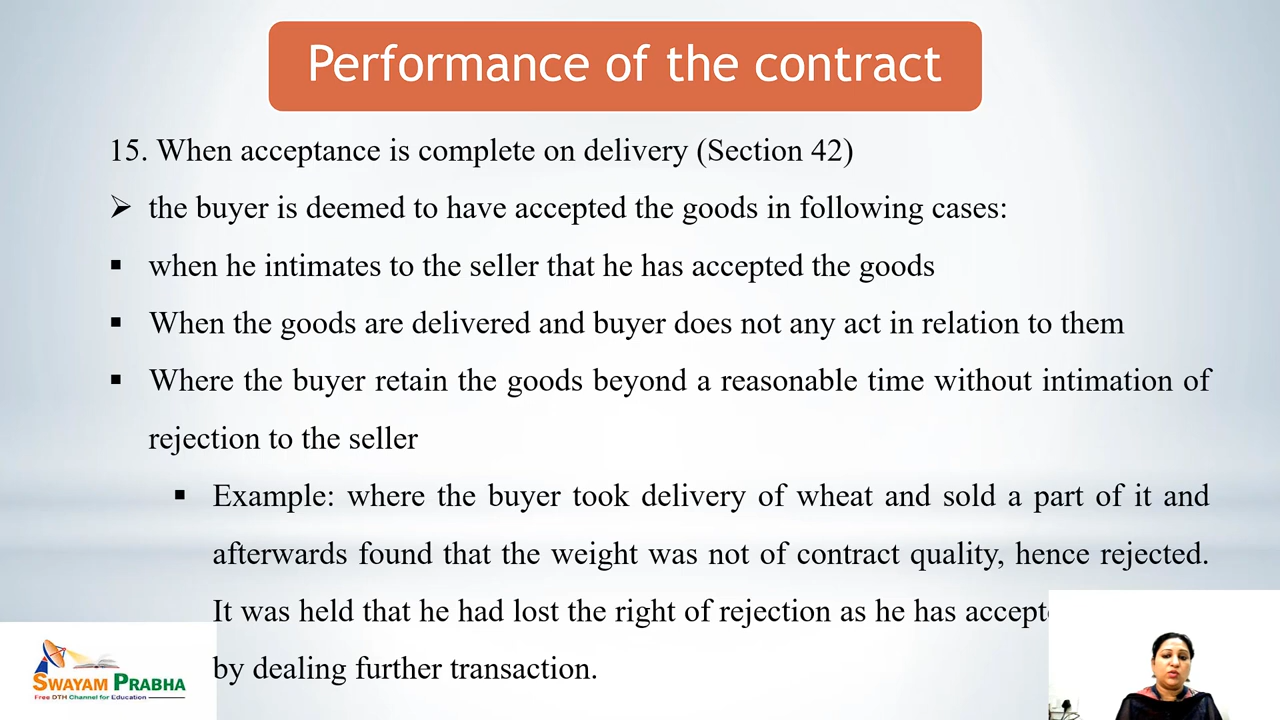 Performance of the contract
15. When acceptance is complete on delivery (Section 42)
the buyer is deemed to have accepted the goods in following cases:
when he intimates to the seller that he has accepted the goods
When the goods are delivered and buyer does not any act in relation to them
Where the buyer retain the goods beyond a reasonable time without intimation of
rejection to the seller
Example: where the buyer took delivery of wheat and sold a part of it and
afterwards found that the weight was not of contract quality, hence rejected.
It was held that he had lost the right of rejection as he has
by dealing further transaction.
SWAYAM PRABHA
Free DTH Channel for Education